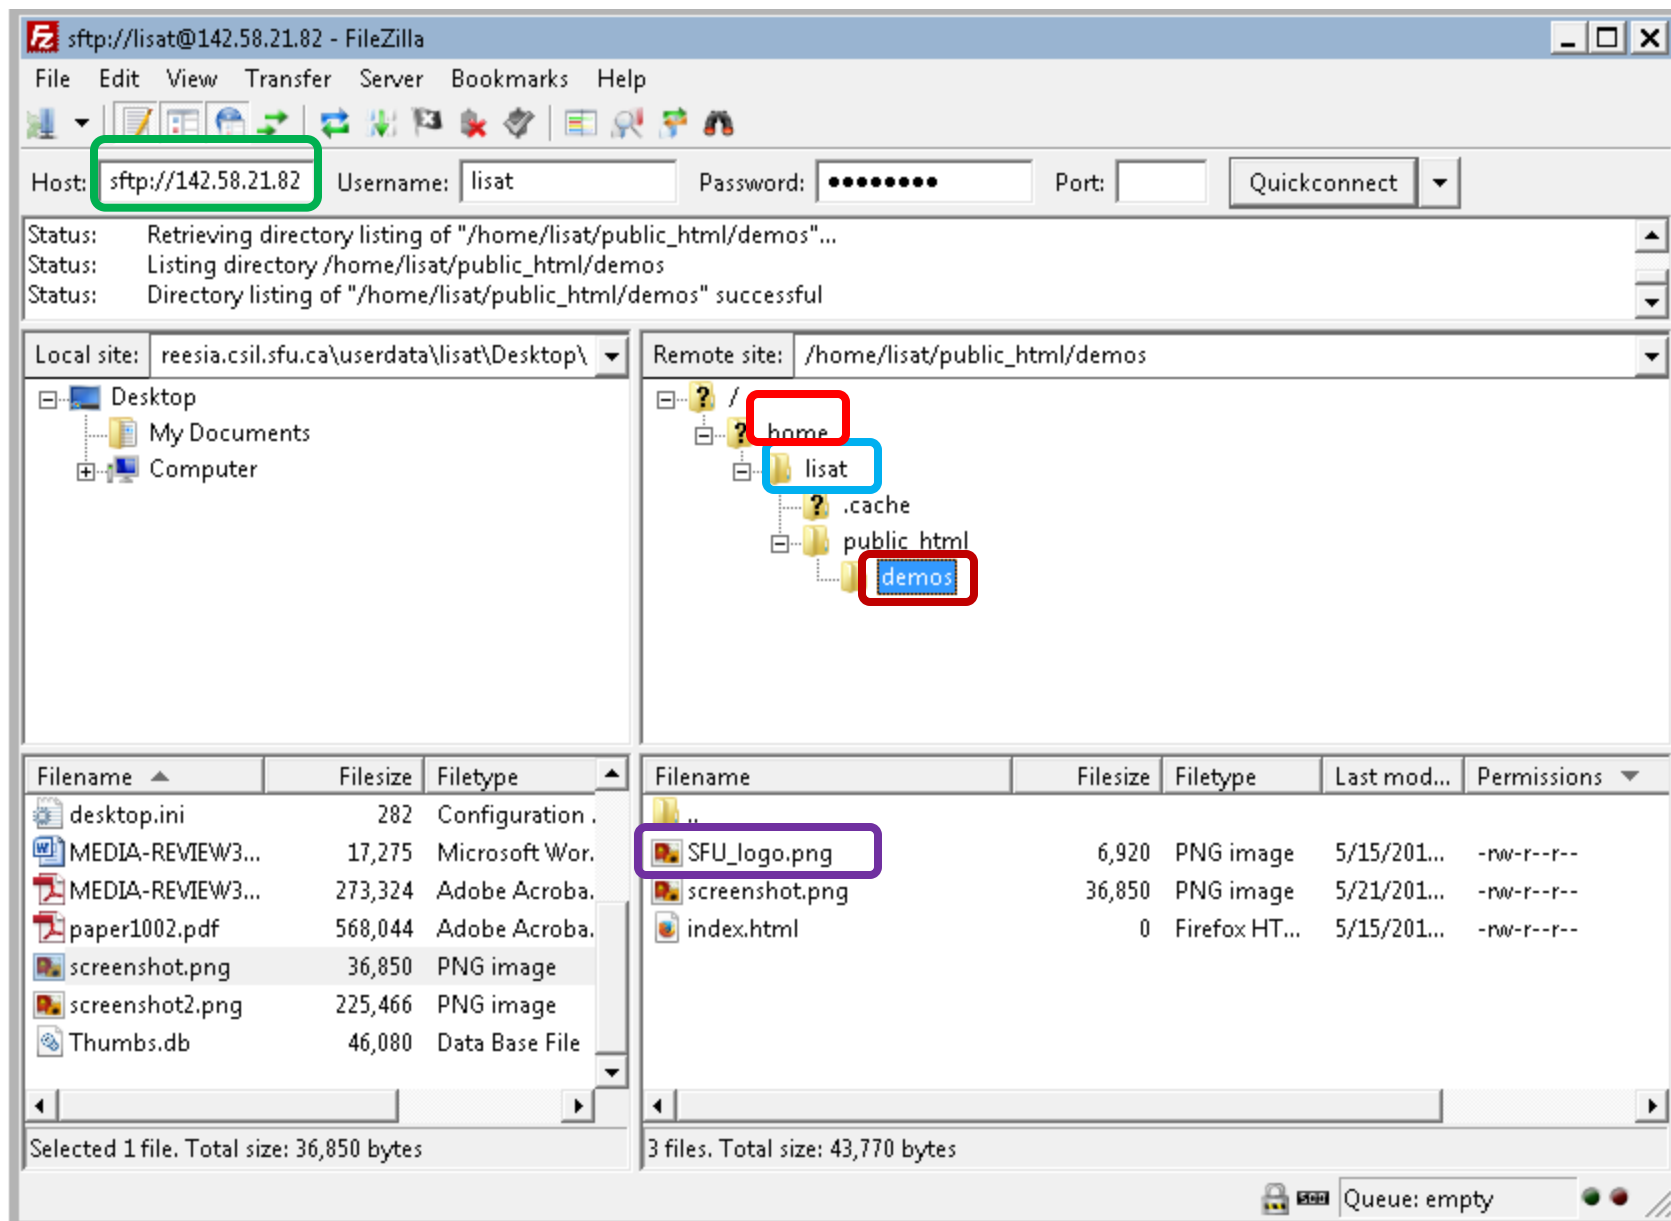 sftp://lisat@142.58.21.82 - FileZilla
File Edit View Transfer Server Bookmarks Help
Host: sftp://142.58.21.82 Username: lisat Password: ●●●●●●●● Port: Quickconnect
Status: Retrieving directory listing of "/home/lisat/public_html/demos"...
Status: Listing directory /home/lisat/public_html/demos
Status: Directory listing of "/home/lisat/public_html/demos" successful
Local site: reesia.csil.sfu.ca\userdata\lisat\Desktop\
Desktop
My Documents
Computer
Remote site: /home/lisat/public_html/demos
/
home
lisat
.cache
public_html
demos
Filename Filesize Filetype
desktop.ini 282 Configuration .
MEDIA-REVIEW3... 17,275 Microsoft Wor.
MEDIA-REVIEW3... 273,324 Adobe Acroba.
paper1002.pdf 568,044 Adobe Acroba.
screenshot.png 36,850 PNG image
screenshot2.png 225,466 PNG image
Thumbs.db 46,080 Data Base File
Selected 1 file. Total size: 36,850 bytes
Filename Filesize Filetype Last mod... Permissions
..
SFU_logo.png 6,920 PNG image 5/15/201... -rw-r--r--
screenshot.png 36,850 PNG image 5/21/201... -rw-r--r--
index.html 0 Firefox HT... 5/15/201... -rw-r--r--
3 files. Total size: 43,770 bytes
Queue: empty